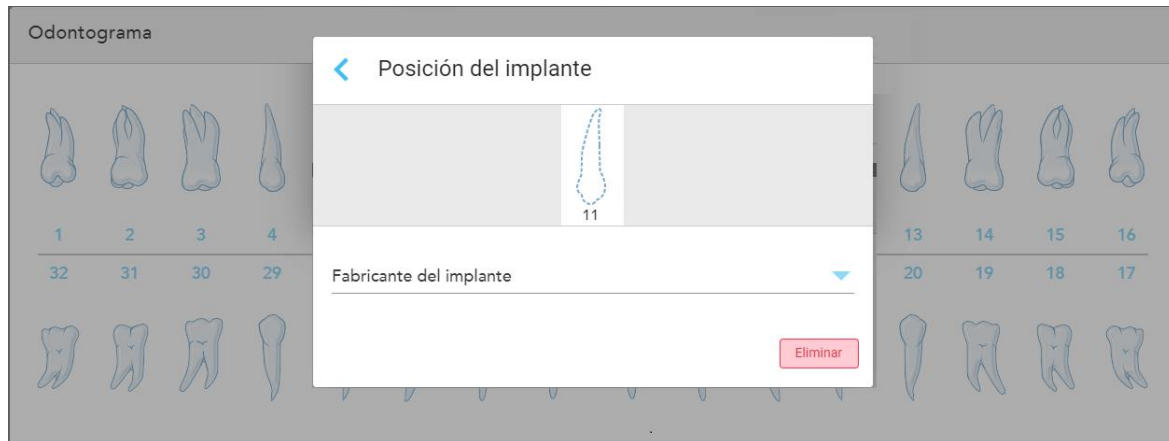 Odontograma
Posición del implante
11
1 2 3 4 13 14 15 16
32 31 30 29 20 19 18 17
Fabricante del implante
Eliminar